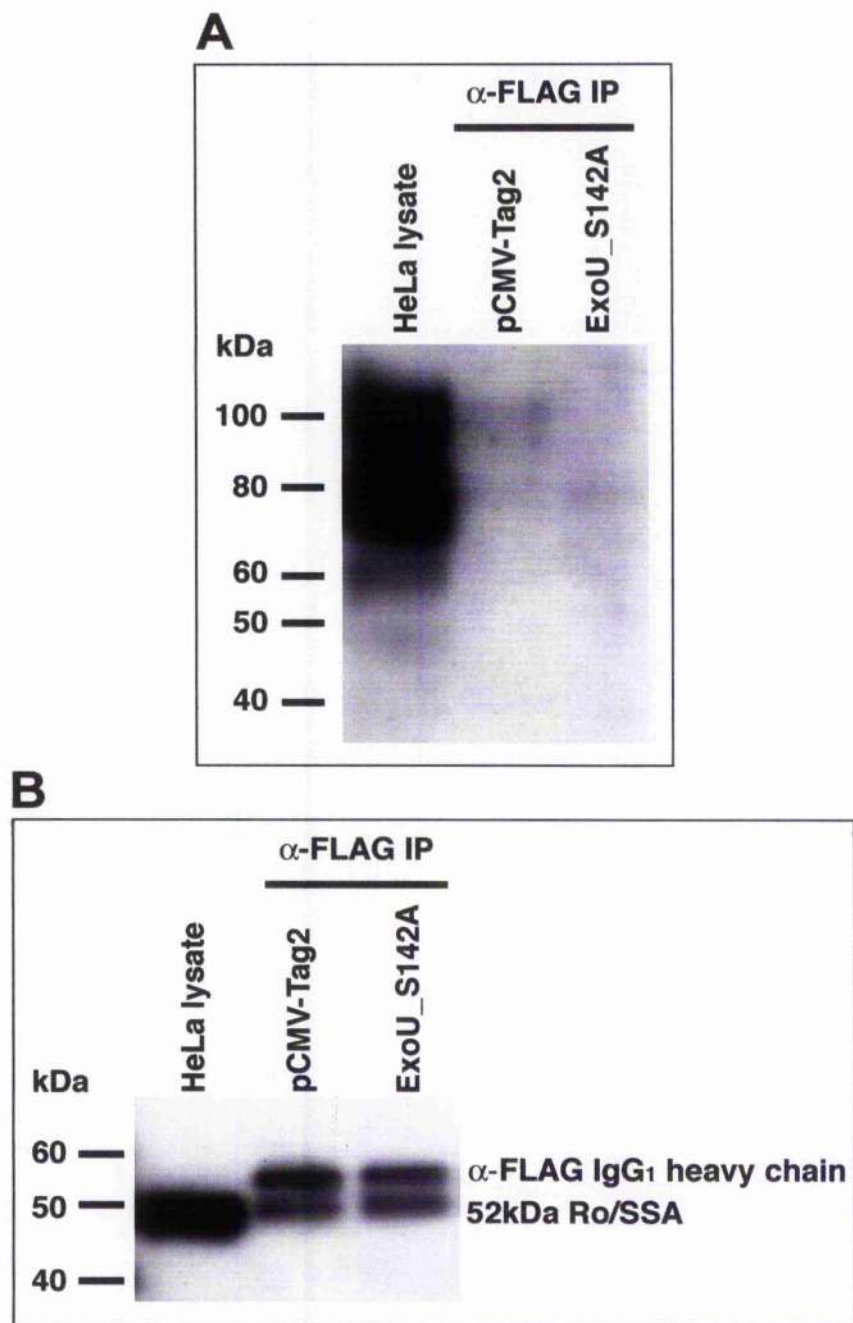 A
α-FLAG IP
HeLa lysate
pCMV-Tag2
ExoU_S142A
kDa
100
80
60
50
40
B
α-FLAG IP
HeLa lysate
pCMV-Tag2
ExoU_S142A
kDa
60
50
40
α-FLAG IgG₁ heavy chain
52kDa Ro/SSA